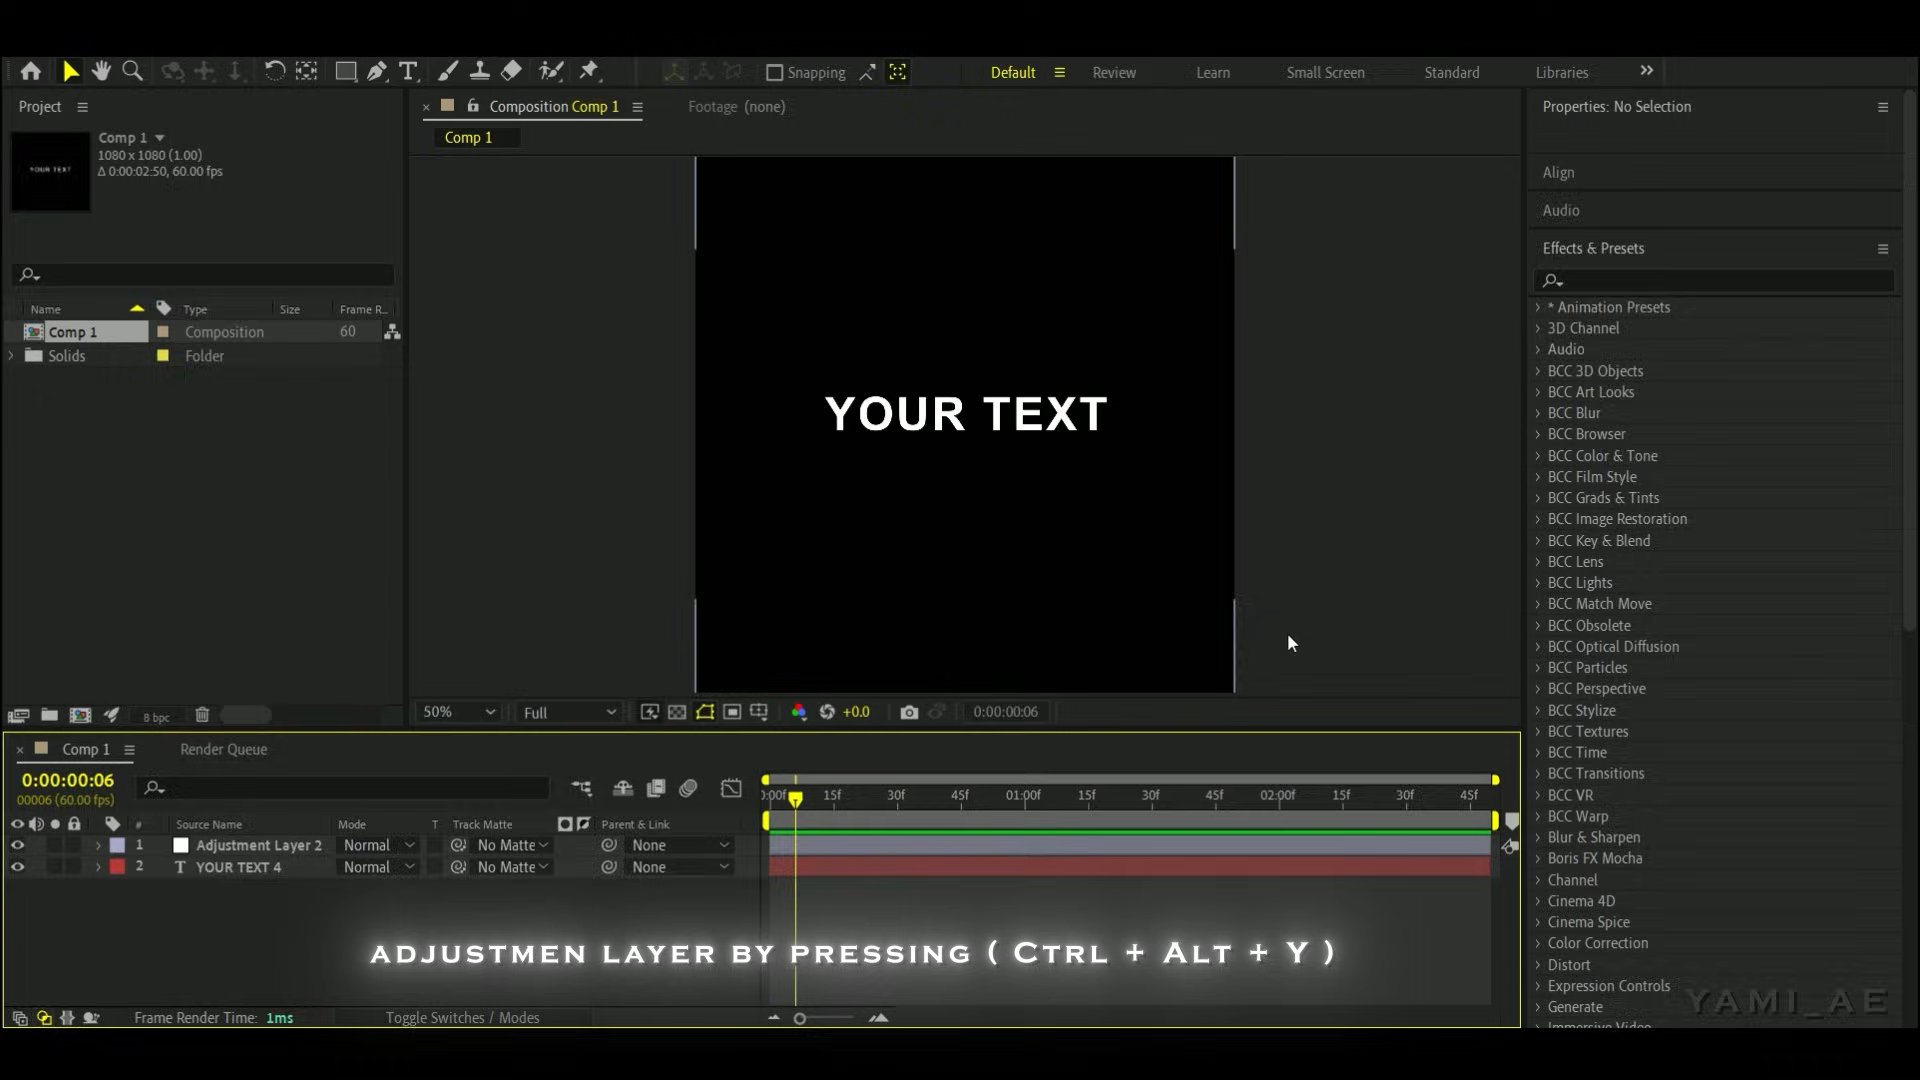 Snapping
Default
Review
Learn
Small Screen
Standard
Libraries
Project
Composition Comp 1
Footage (none)
Properties: No Selection
Comp 1
1080 x 1080 (1.00)
Δ 0:00:02:50, 60.00 fps
YOUR TEXT
Comp 1
Align
Audio
Effects & Presets
Name
Type
Size
Frame R...
Comp 1
Composition
60
Solids
Folder
YOUR TEXT
* Animation Presets
3D Channel
Audio
BCC 3D Objects
BCC Art Looks
BCC Blur
BCC Browser
BCC Color & Tone
BCC Film Style
BCC Grads & Tints
BCC Image Restoration
BCC Key & Blend
BCC Lens
BCC Lights
BCC Match Move
BCC Obsolete
BCC Optical Diffusion
BCC Particles
BCC Perspective
BCC Stylize
BCC Textures
BCC Time
BCC Transitions
BCC VR
BCC Warp
Blur & Sharpen
Boris FX Mocha
Channel
Cinema 4D
Cinema Spice
Color Correction
Distort
Expression Controls
Generate
Immersive Video
8 bpc
50%
Full
+0.0
0:00:00:06
Comp 1
Render Queue
0:00:00:06
00006 (60.00 fps)
):00f 15f 30f 45f 01:00f 15f 30f 45f 02:00f 15f 30f 45f
# Source Name Mode T Track Matte Parent & Link
1 Adjustment Layer 2 Normal No Matte None
2 T YOUR TEXT 4 Normal No Matte None
ADJUSTMEN LAYER BY PRESSING ( CTRL + ALT + Y )
Frame Render Time: 1ms
Toggle Switches / Modes
YAMI_AE